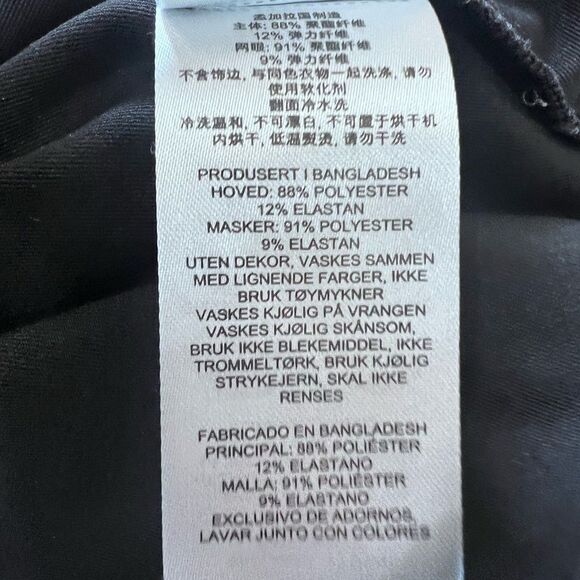 孟加拉国制造
主体: 88% 聚酯纤维
12% 弹力纤维
网眼: 91% 聚酯纤维
9% 弹力纤维
不含饰边, 与同色衣物一起洗涤, 请勿
使用软化剂
翻面冷水洗
冷洗温和, 不可漂白, 不可置于烘干机
内烘干, 低温熨烫, 请勿干洗
PRODUSERT I BANGLADESH
HOVED: 88% POLYESTER
12% ELASTAN
MASKER: 91% POLYESTER
9% ELASTAN
UTEN DEKOR, VASKES SAMMEN
MED LIGNENDE FARGER, IKKE
BRUK TØYMYKNER
VASKES KJØLIG PÅ VRANGEN
VASKES KJØLIG SKÅNSOM,
BRUK IKKE BLEKEMIDDEL, IKKE
TROMMELTØRK, BRUK KJØLIG
STRYKEJERN, SKAL IKKE
RENSES
FABRICADO EN BANGLADESH
PRINCIPAL: 88% POLIÉSTER
12% ELASTANO
MALLA: 91% POLIÉSTER
9% ELASTANO
EXCLUSIVO DE ADORNOS,
LAVAR JUNTO CON COLORES